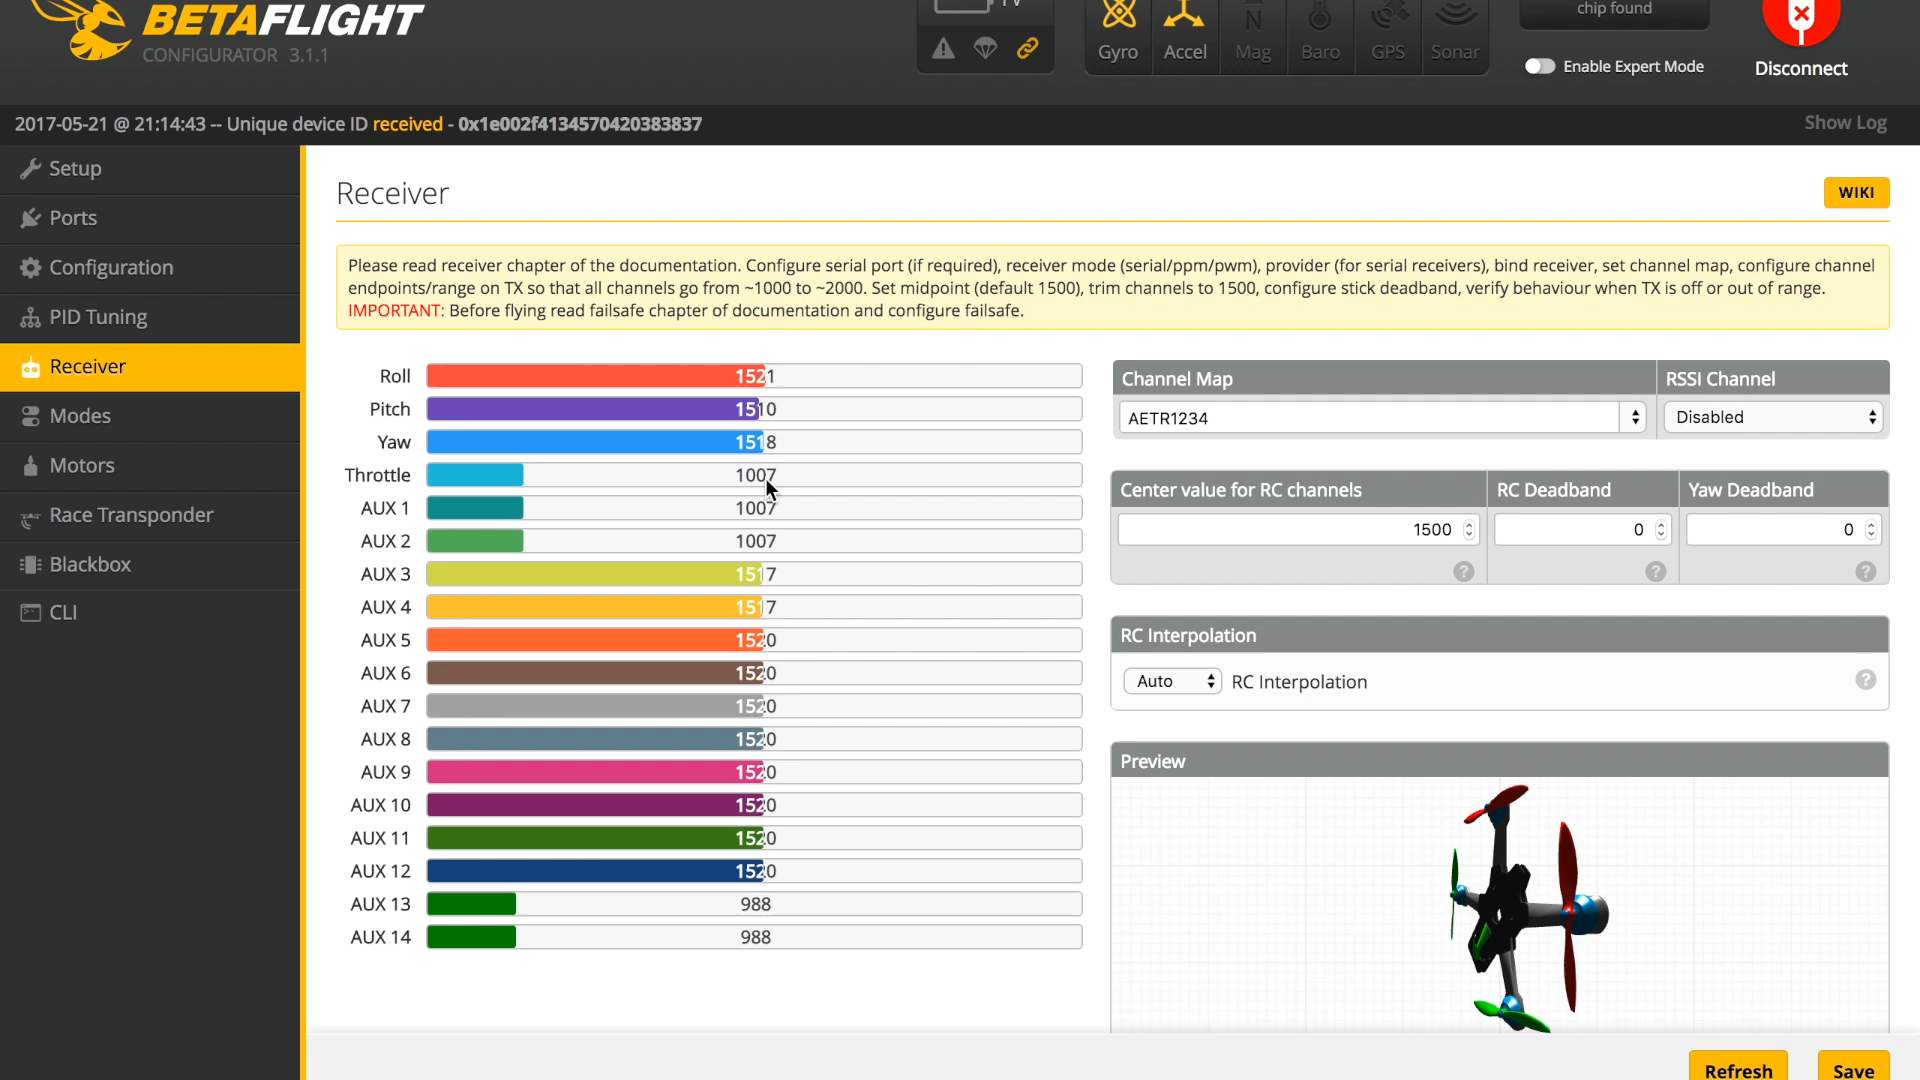 BETAFLIGHT
CONFIGURATOR 3.1.1
Gyro
Accel
Mag
Baro
GPS
Sonar
chip found
Enable Expert Mode
Disconnect
2017-05-21 @ 21:14:43 -- Unique device ID received - 0x1e002f4134570420383837
Show Log
Setup
Ports
Configuration
PID Tuning
Receiver
Modes
Motors
Race Transponder
Blackbox
CLI
Receiver
WIKI
Please read receiver chapter of the documentation. Configure serial port (if required), receiver mode (serial/ppm/pwm), provider (for serial receivers), bind receiver, set channel map, configure channel
endpoints/range on TX so that all channels go from ~1000 to ~2000. Set midpoint (default 1500), trim channels to 1500, configure stick deadband, verify behaviour when TX is off or out of range.
IMPORTANT: Before flying read failsafe chapter of documentation and configure failsafe.
Roll 1521
Pitch 1510
Yaw 1518
Throttle 1007
AUX 1 1007
AUX 2 1007
AUX 3 1517
AUX 4 1517
AUX 5 1520
AUX 6 1520
AUX 7 1520
AUX 8 1520
AUX 9 1520
AUX 10 1520
AUX 11 1520
AUX 12 1520
AUX 13 988
AUX 14 988
Channel Map
RSSI Channel
AETR1234
Disabled
Center value for RC channels
RC Deadband
Yaw Deadband
1500
0
0
RC Interpolation
Auto
RC Interpolation
Preview
Refresh
Save